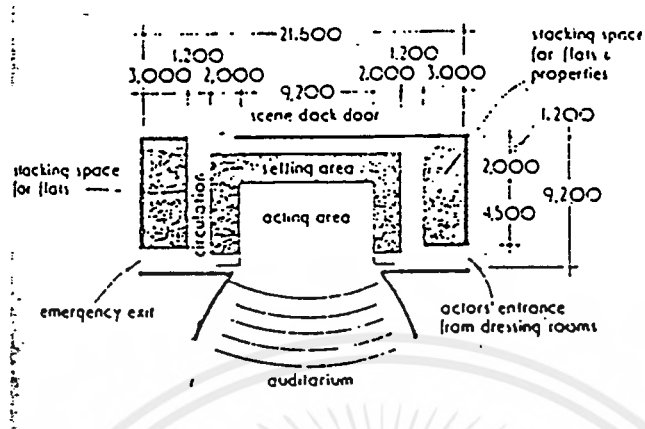 21.500
stacking space
for flats &
properties
1.200
1.200
3.000
2.000
9.200
2.000
3.000
scene dock door
1.200
2.000
9.200
4.500
setting area
stacking space
for flats
acting area
circulation
emergency exit
actors' entrance
from dressing rooms
auditorium